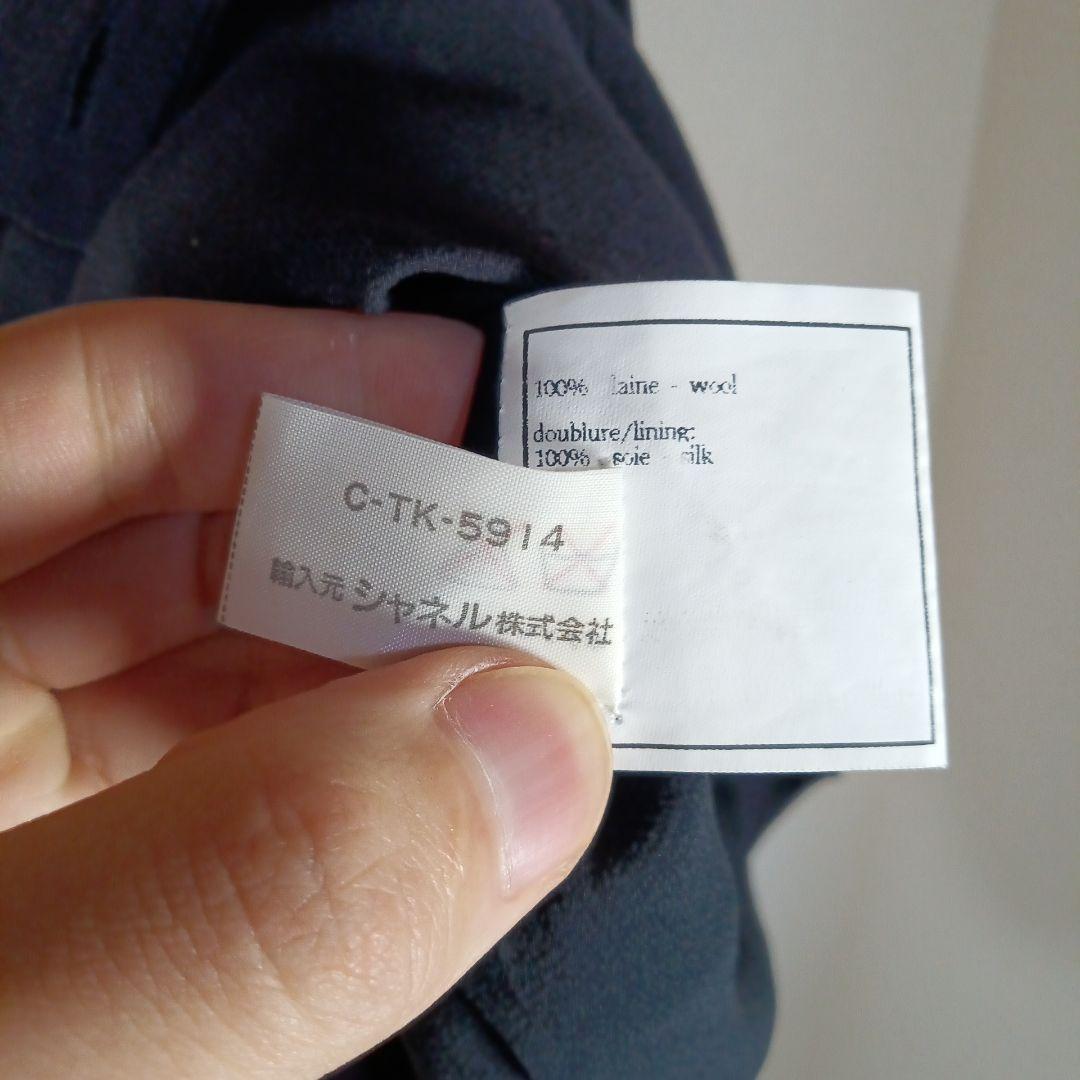 100% laine - wool
doublure/lining:
100% soie - silk
C-TK-5914
輸入元 シャネル株式会社